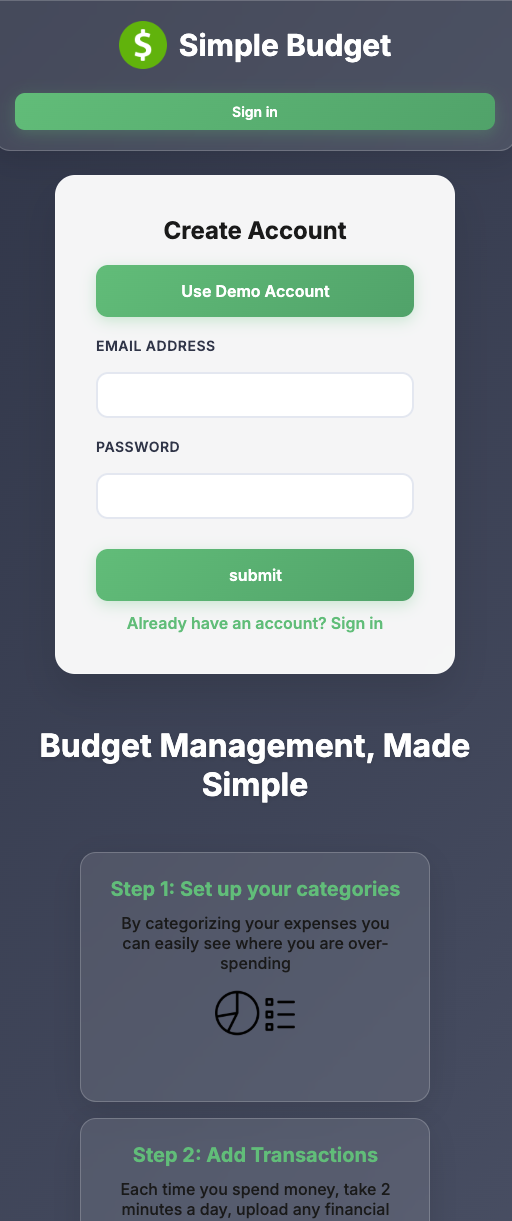 $ Simple Budget
Sign in
Create Account
Use Demo Account
EMAIL ADDRESS
PASSWORD
submit
Already have an account? Sign in
Budget Management, Made
Simple
Step 1: Set up your categories
By categorizing your expenses you
can easily see where you are over-
spending
Step 2: Add Transactions
Each time you spend money, take 2
minutes a day, upload any financial